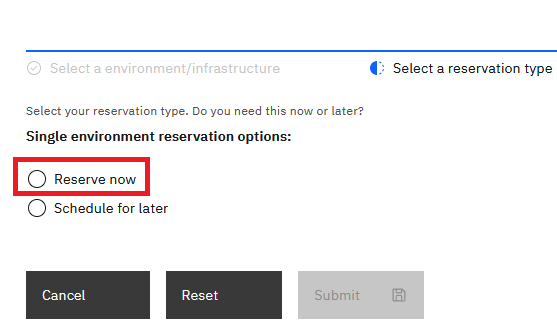 Select a environment/infrastructure
Select a reservation type
Select your reservation type. Do you need this now or later?
Single environment reservation options:
Reserve now
Schedule for later
Cancel
Reset
Submit